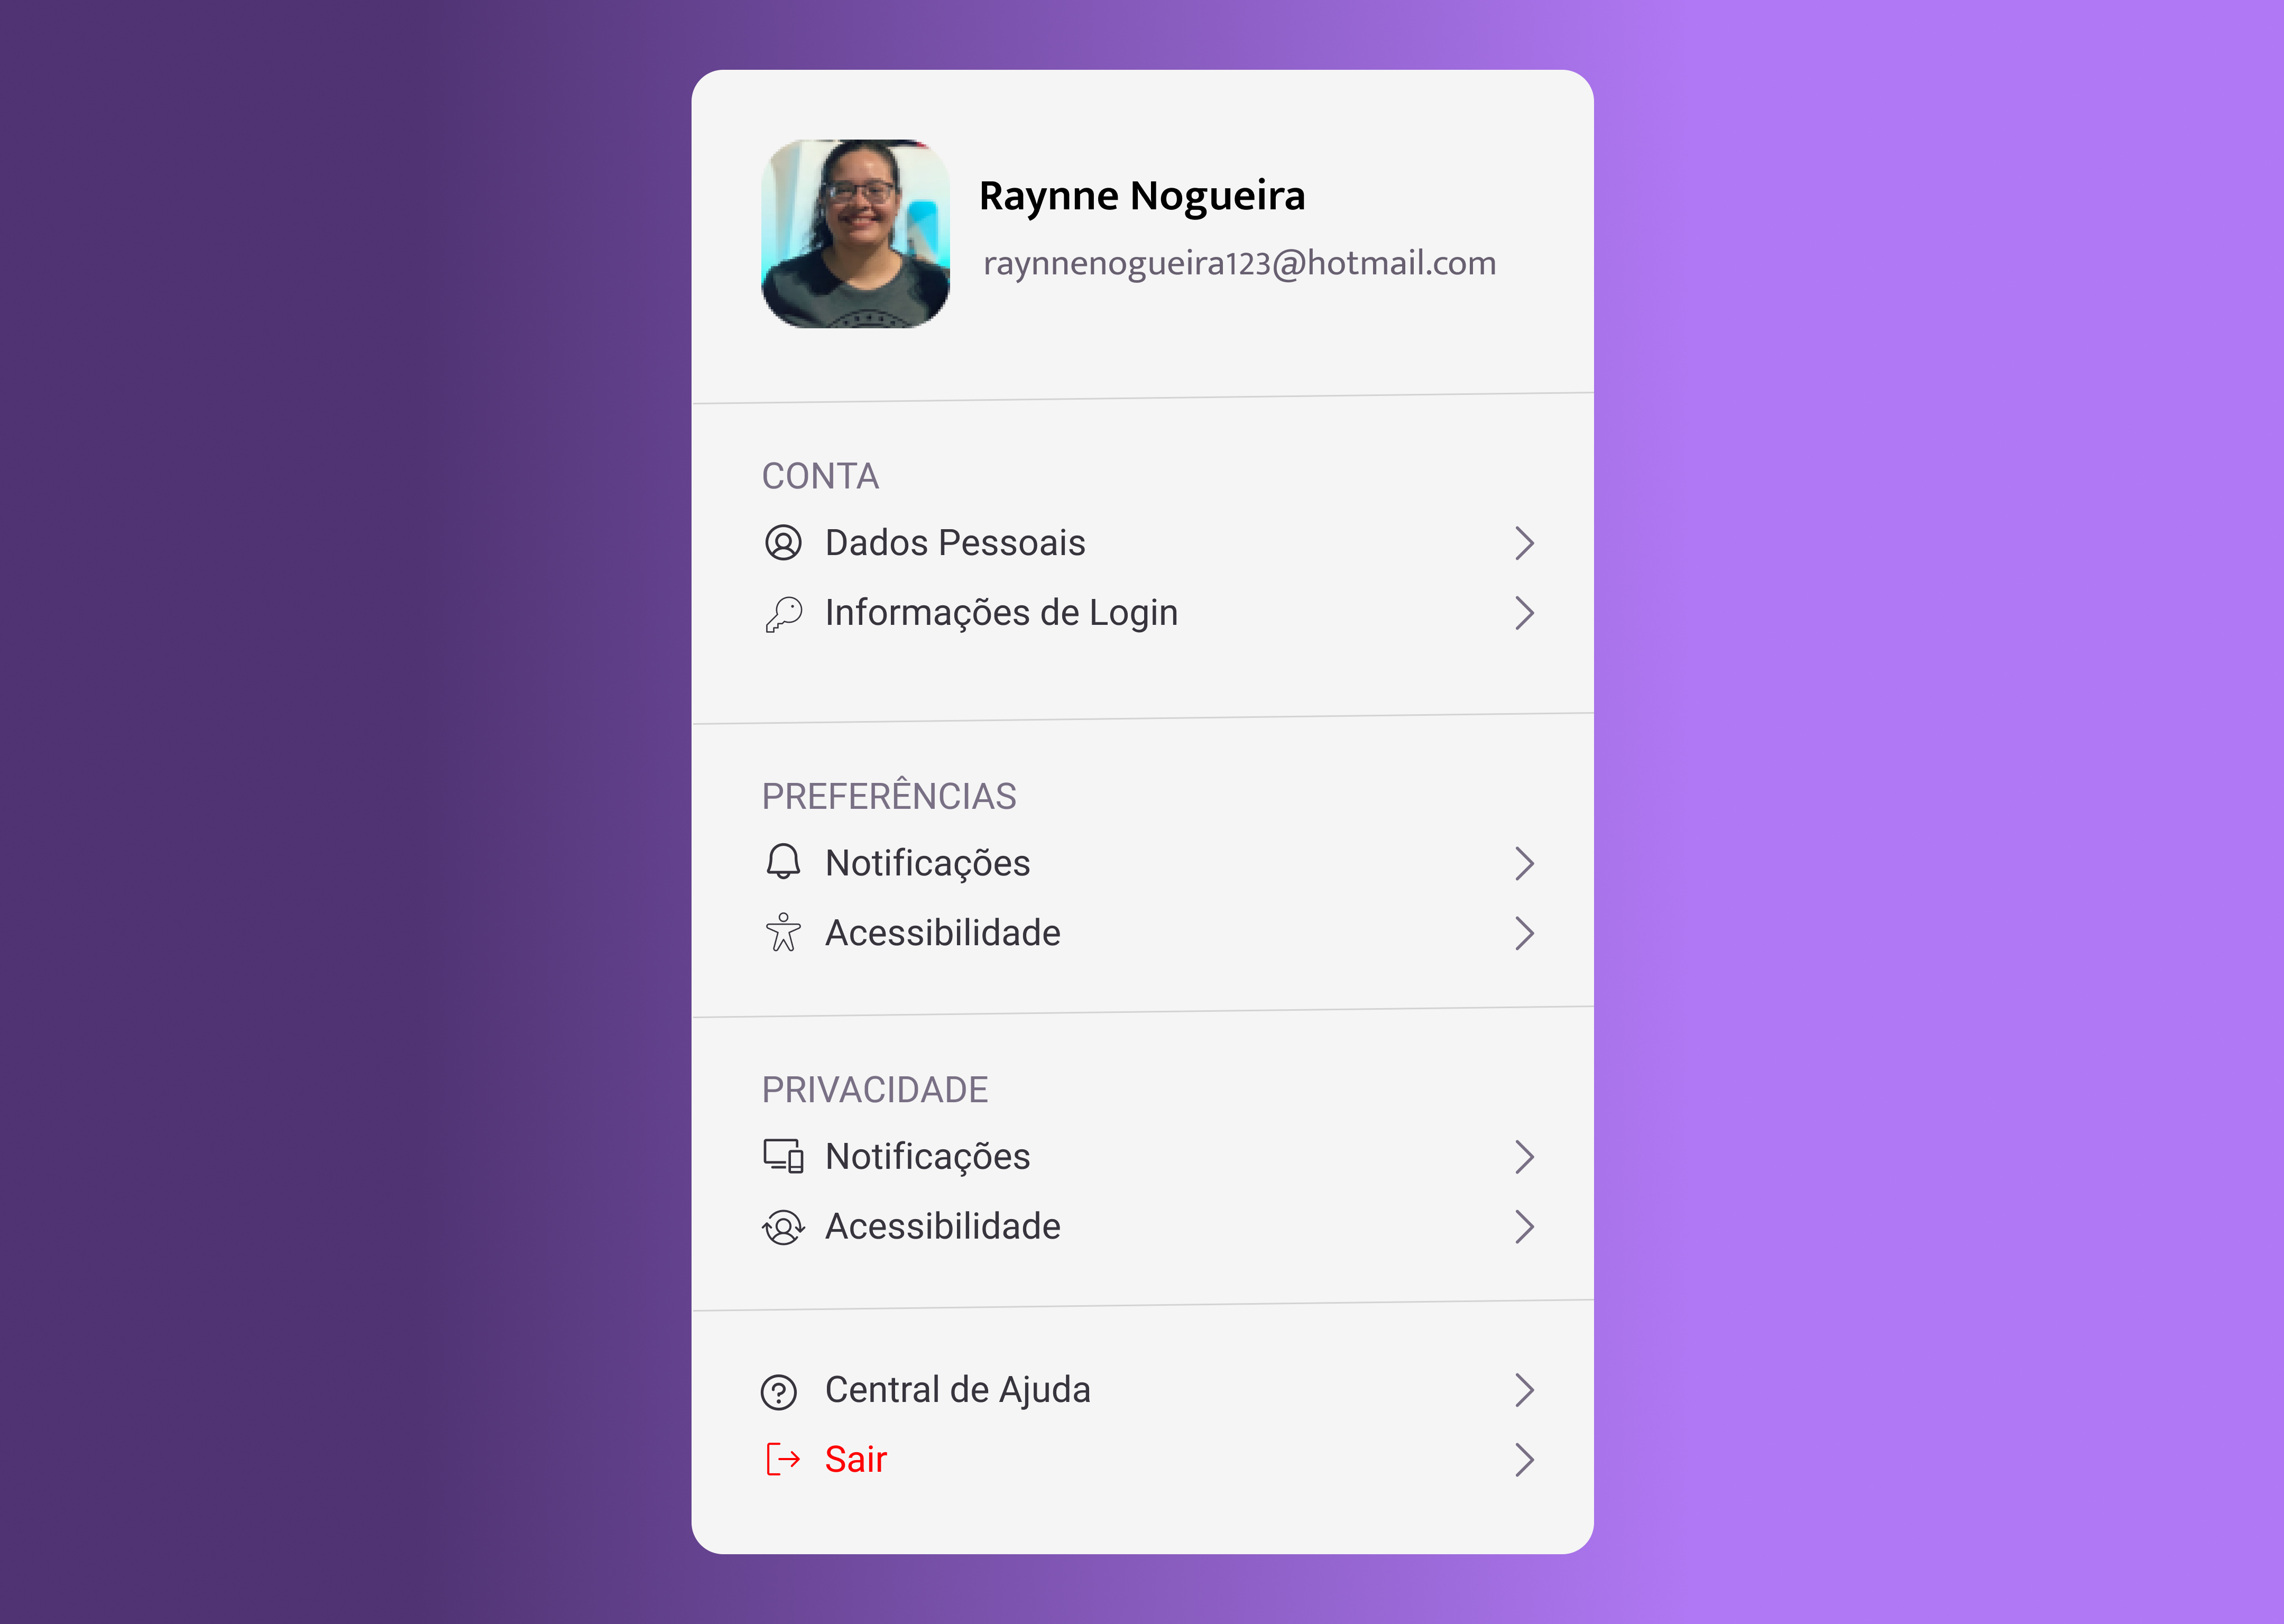 Raynne Nogueira
raynnenogueira123@hotmail.com
CONTA
Dados Pessoais
Informações de Login
PREFERÊNCIAS
Notificações
Acessibilidade
PRIVACIDADE
Notificações
Acessibilidade
Central de Ajuda
Sair